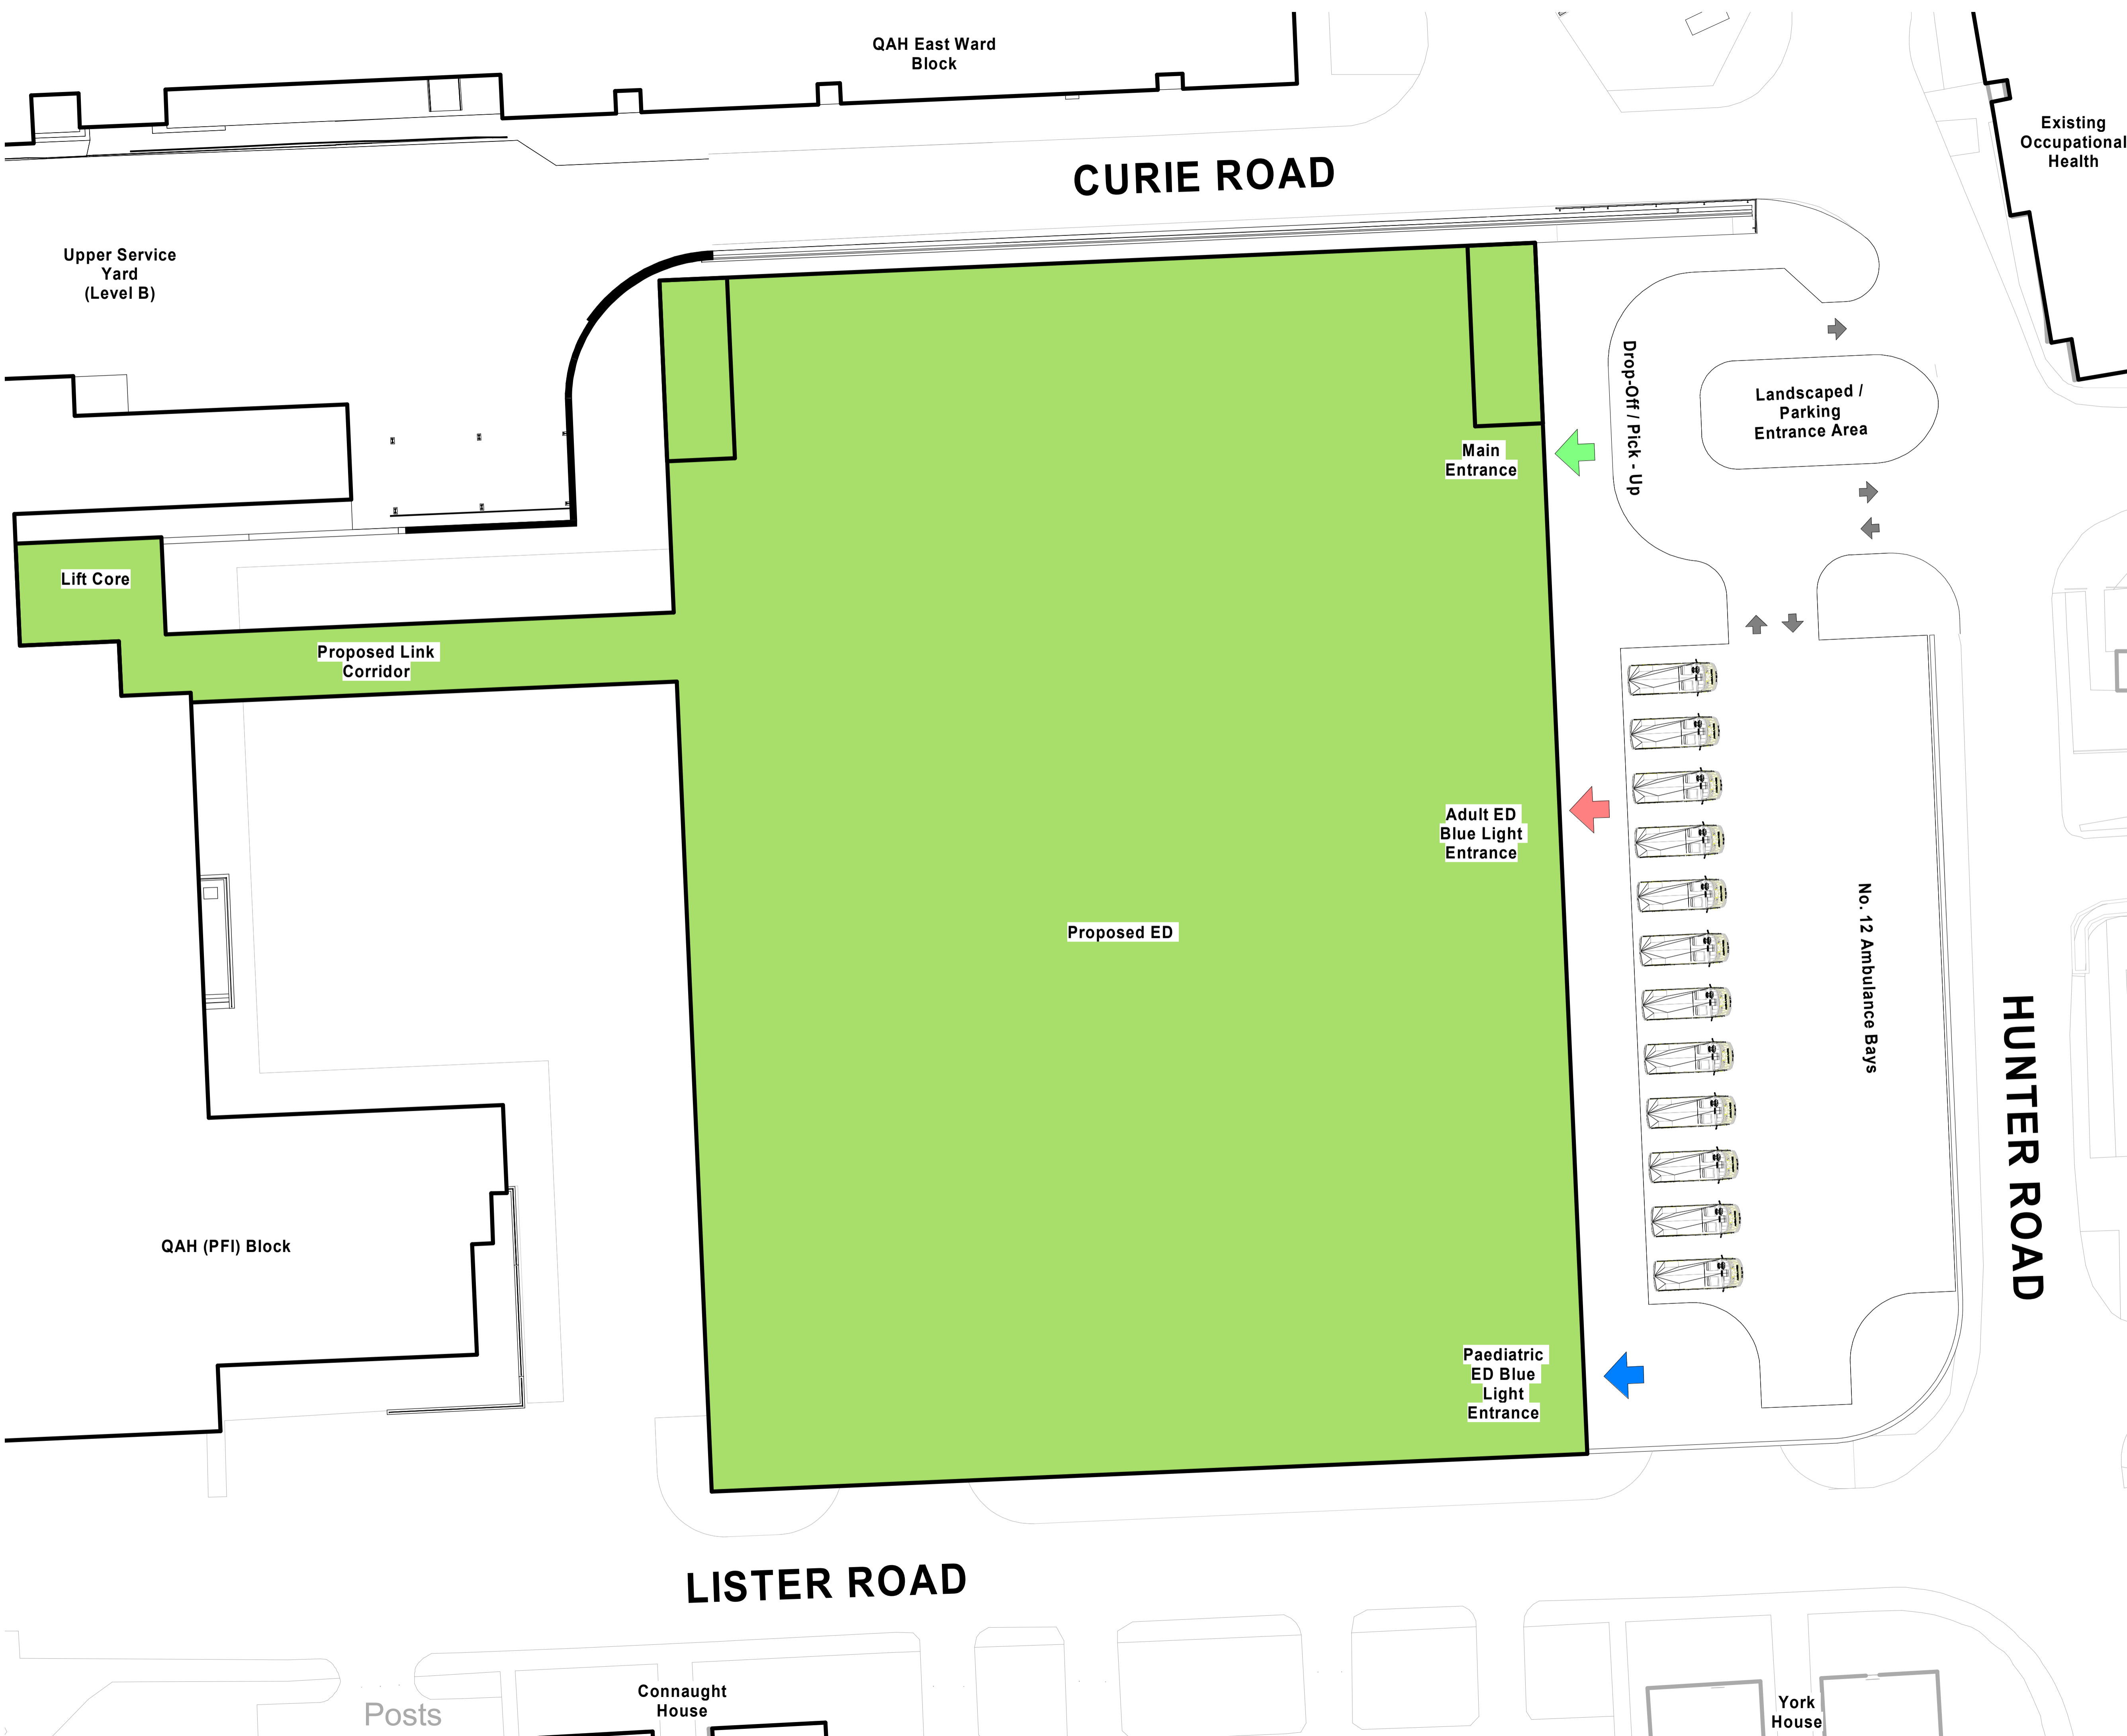 QAH East Ward
Block
CURIE ROAD
Existing
Occupational
Health
Upper Service
Yard
(Level B)
Drop-Off / Pick - Up
Landscaped /
Parking
Entrance Area
Main
Entrance
Lift Core
Proposed Link
Corridor
Adult ED
Blue Light
Entrance
Proposed ED
No. 12 Ambulance Bays
HUNTER ROAD
QAH (PFI) Block
Paediatric
ED Blue
Light
Entrance
LISTER ROAD
Connaught
House
Posts
York
House